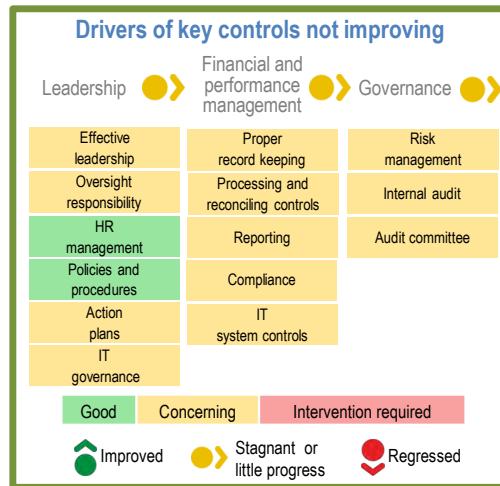 Drivers of key controls not improving
Leadership
Financial and
performance
management
Governance
Effective
leadership
Oversight
responsibility
HR
management
Policies and
procedures
Action
plans
IT
governance
Proper
record keeping
Processing and
reconciling controls
Reporting
Compliance
IT
system controls
Risk
management
Internal audit
Audit committee
Good
Concerning
Intervention required
Improved
Stagnant or
little progress
Regressed